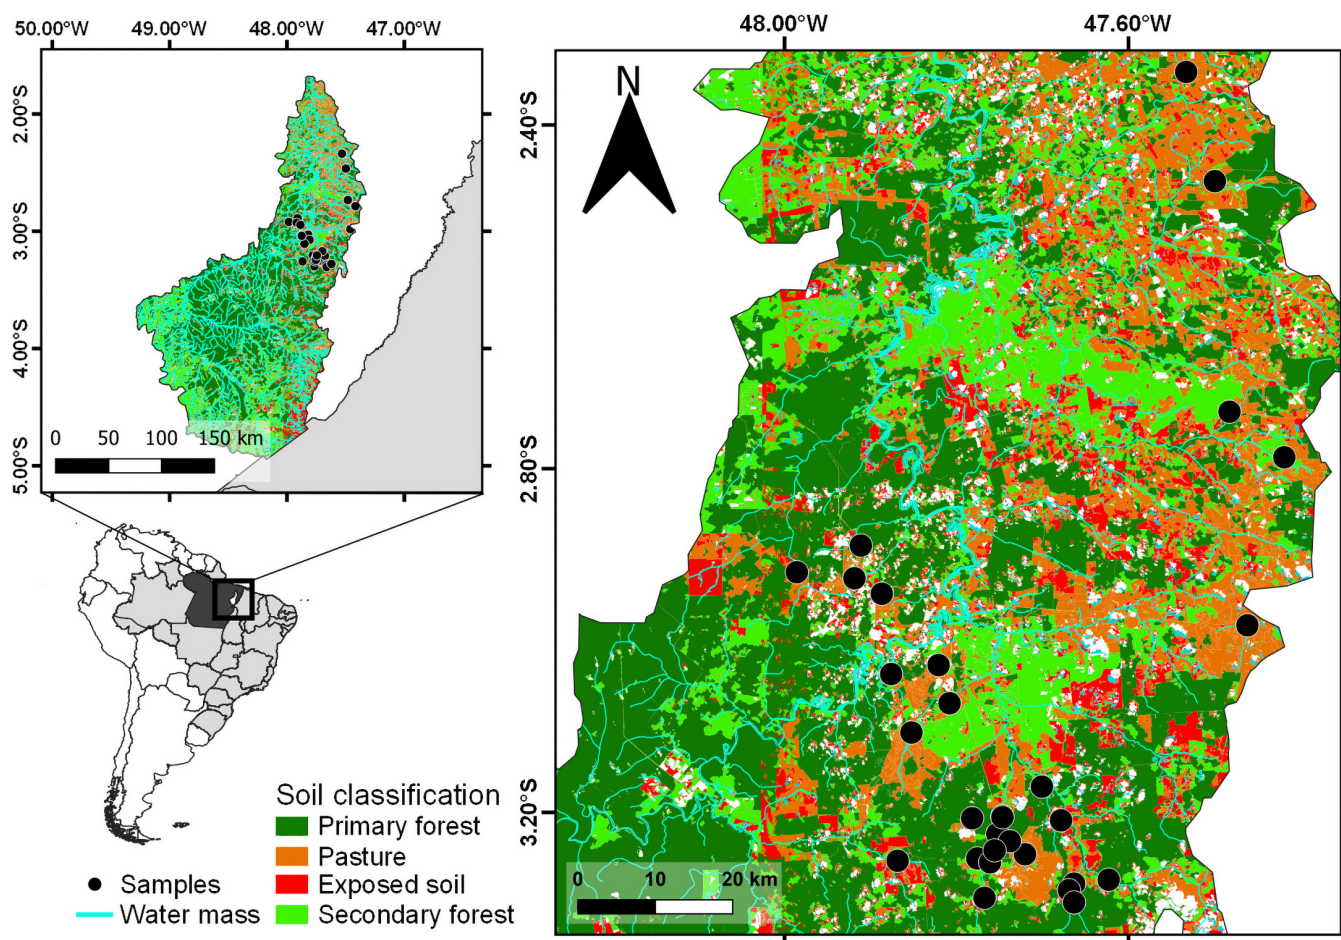 50.00°W 49.00°W 48.00°W 47.00°W
2.00°S
3.00°S
4.00°S
5.00°S
0 50 100 150 km
48.00°W 47.60°W
2.40°S
2.80°S
3.20°S
N
0 10 20 km
Soil classification
Primary forest
Pasture
Exposed soil
Secondary forest
Samples
Water mass